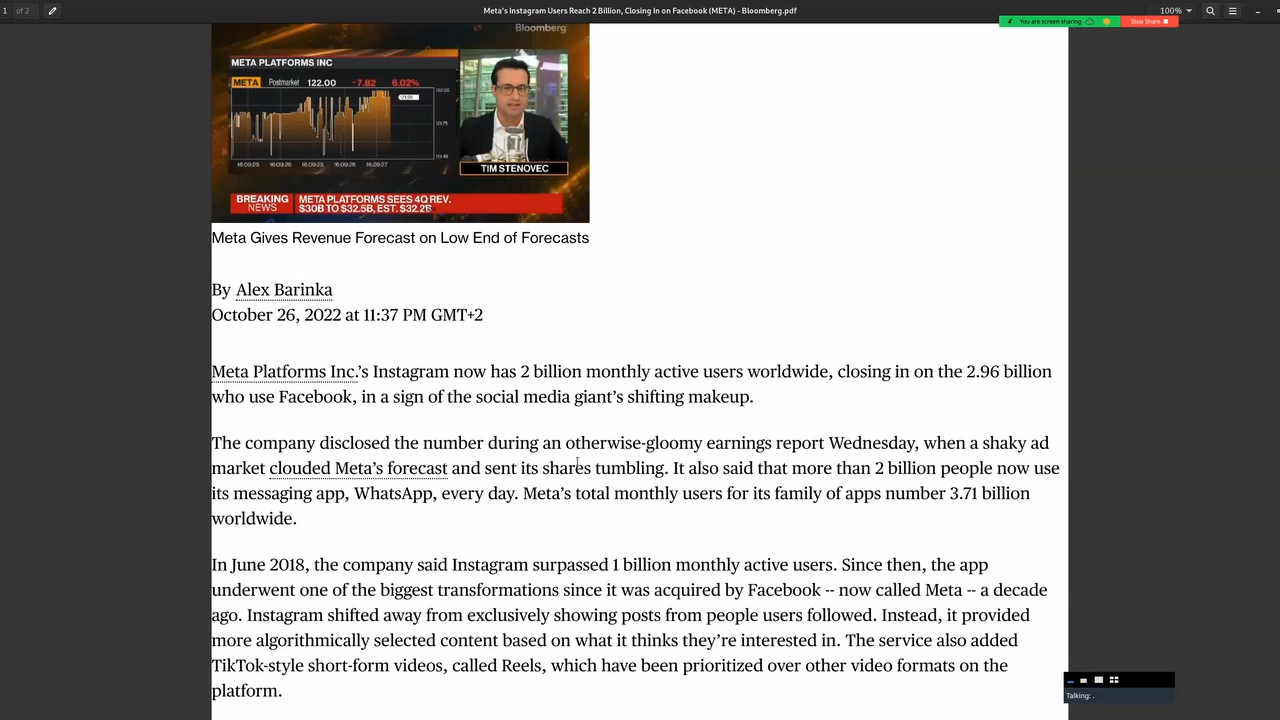 1 of 2
Meta's Instagram Users Reach 2 Billion, Closing In on Facebook (META) - Bloomberg.pdf
100%
You are screen sharing
Stop Share
Bloomberg
META PLATFORMS INC
META Postmarket 122.00 -7.82 6.02%
TIM STENOVEC
BREAKING
NEWS
META PLATFORMS SEES 4Q REV.
$30B TO $32.5B, EST. $32.2B
Meta Gives Revenue Forecast on Low End of Forecasts
By Alex Barinka
October 26, 2022 at 11:37 PM GMT+2
Meta Platforms Inc.’s Instagram now has 2 billion monthly active users worldwide, closing in on the 2.96 billion
who use Facebook, in a sign of the social media giant’s shifting makeup.
The company disclosed the number during an otherwise-gloomy earnings report Wednesday, when a shaky ad
market clouded Meta’s forecast and sent its shares tumbling. It also said that more than 2 billion people now use
its messaging app, WhatsApp, every day. Meta’s total monthly users for its family of apps number 3.71 billion
worldwide.
In June 2018, the company said Instagram surpassed 1 billion monthly active users. Since then, the app
underwent one of the biggest transformations since it was acquired by Facebook -- now called Meta -- a decade
ago. Instagram shifted away from exclusively showing posts from people users followed. Instead, it provided
more algorithmically selected content based on what it thinks they’re interested in. The service also added
TikTok-style short-form videos, called Reels, which have been prioritized over other video formats on the
platform.
Talking: .